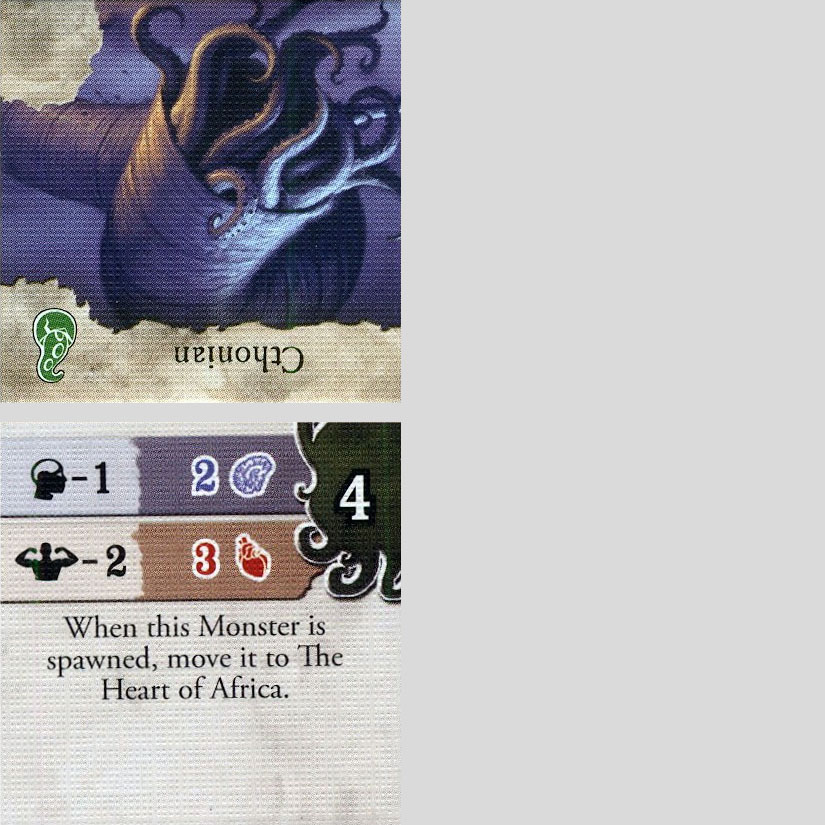 Cthonian
-1 2
4
-2 3
When this Monster is
spawned, move it to The
Heart of Africa.